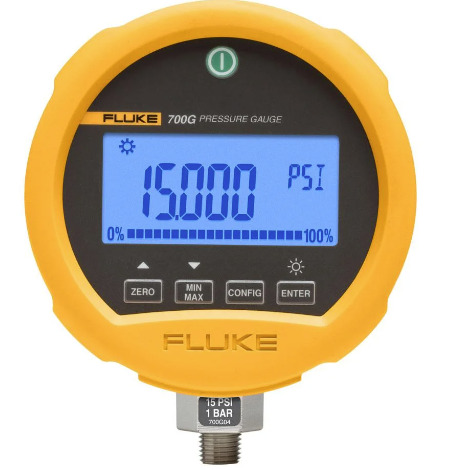 FLUKE 700G PRESSURE GAUGE
15.000 PSI
0% 100%
ZERO MIN MAX CONFIG ENTER
FLUKE
15 PSI
1 BAR
700G04